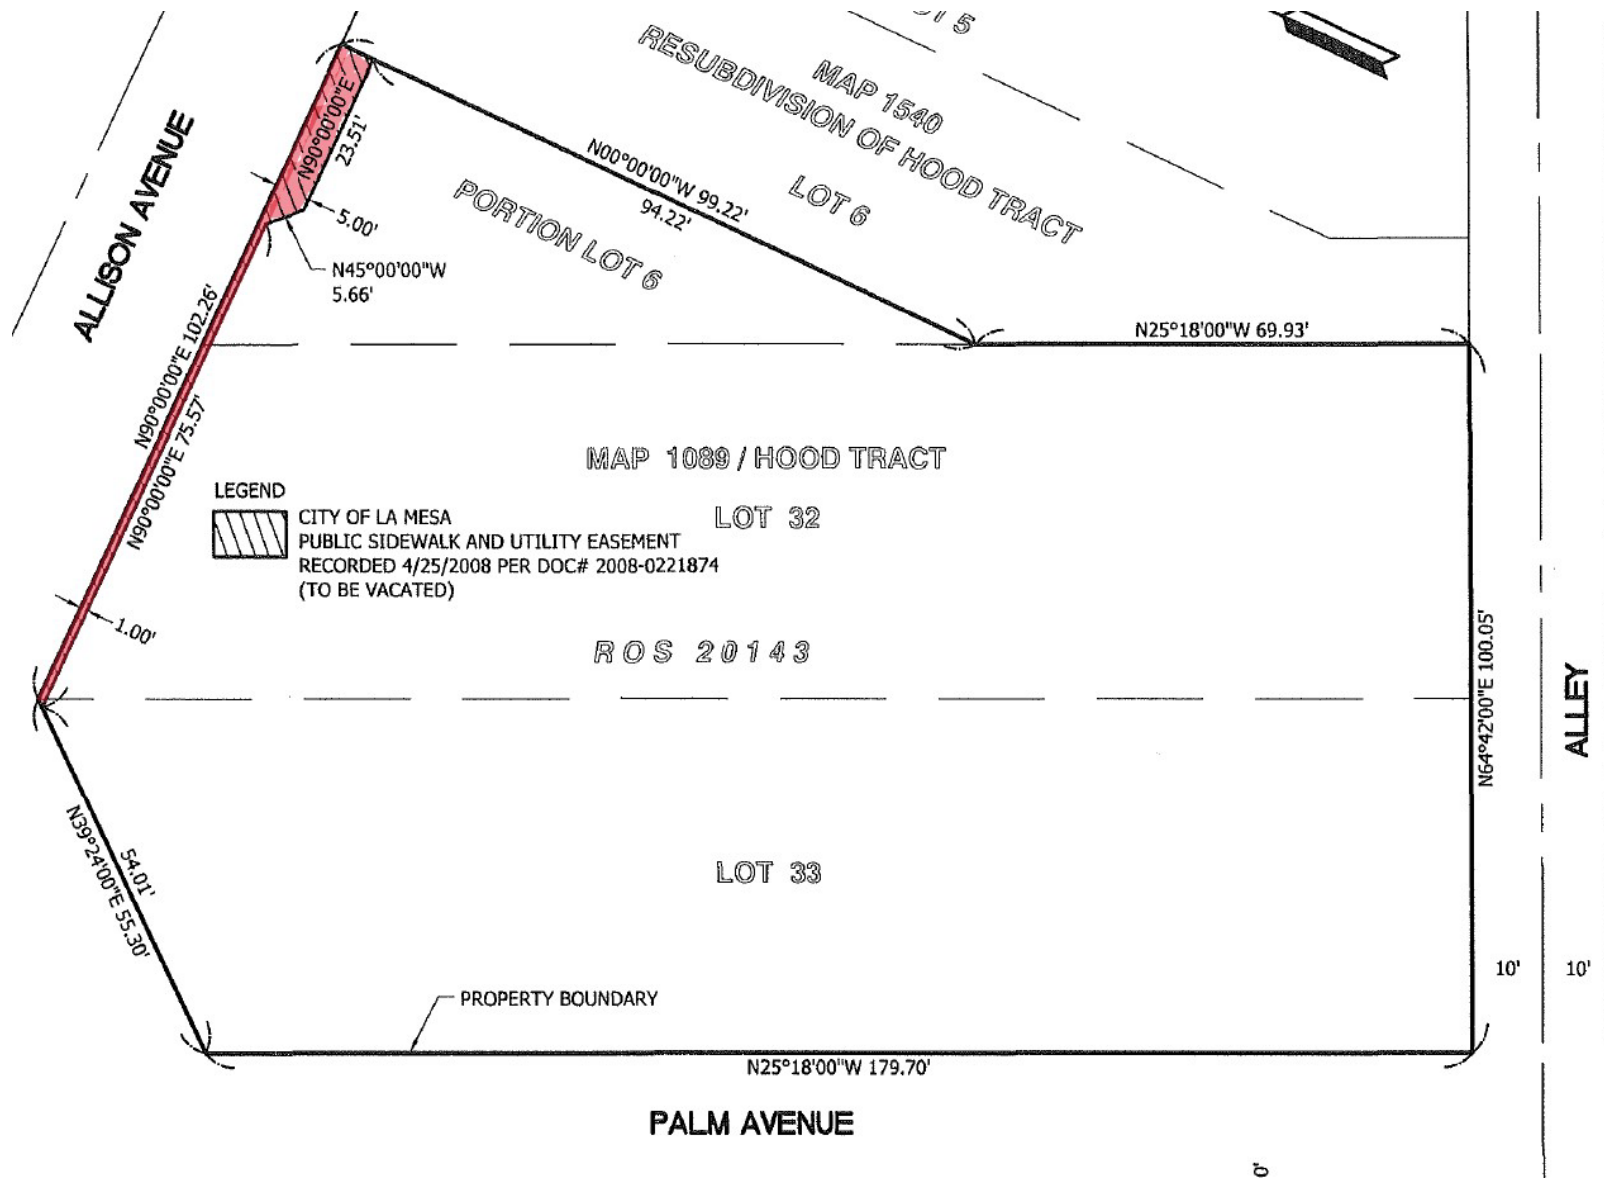 5
RESUBDIVISION OF HOOD TRACT
MAP 1540
LOT 6
ALLISON AVENUE
N90°00'00"E
23.51'
5.00'
N45°00'00"W
5.66'
N00°00'00"W 99.22'
94.22'
PORTION LOT 6
N25°18'00"W 69.93'
N90°00'00"E 102.26'
N90°00'00"E 75.57'
MAP 1089 / HOOD TRACT
LOT 32
LEGEND
CITY OF LA MESA
PUBLIC SIDEWALK AND UTILITY EASEMENT
RECORDED 4/25/2008 PER DOC# 2008-0221874
(TO BE VACATED)
1.00'
ROS 20143
N64°42'00"E 100.05'
ALLEY
54.01'
N39°24'00"E 55.30'
LOT 33
10'
10'
PROPERTY BOUNDARY
N25°18'00"W 179.70'
PALM AVENUE